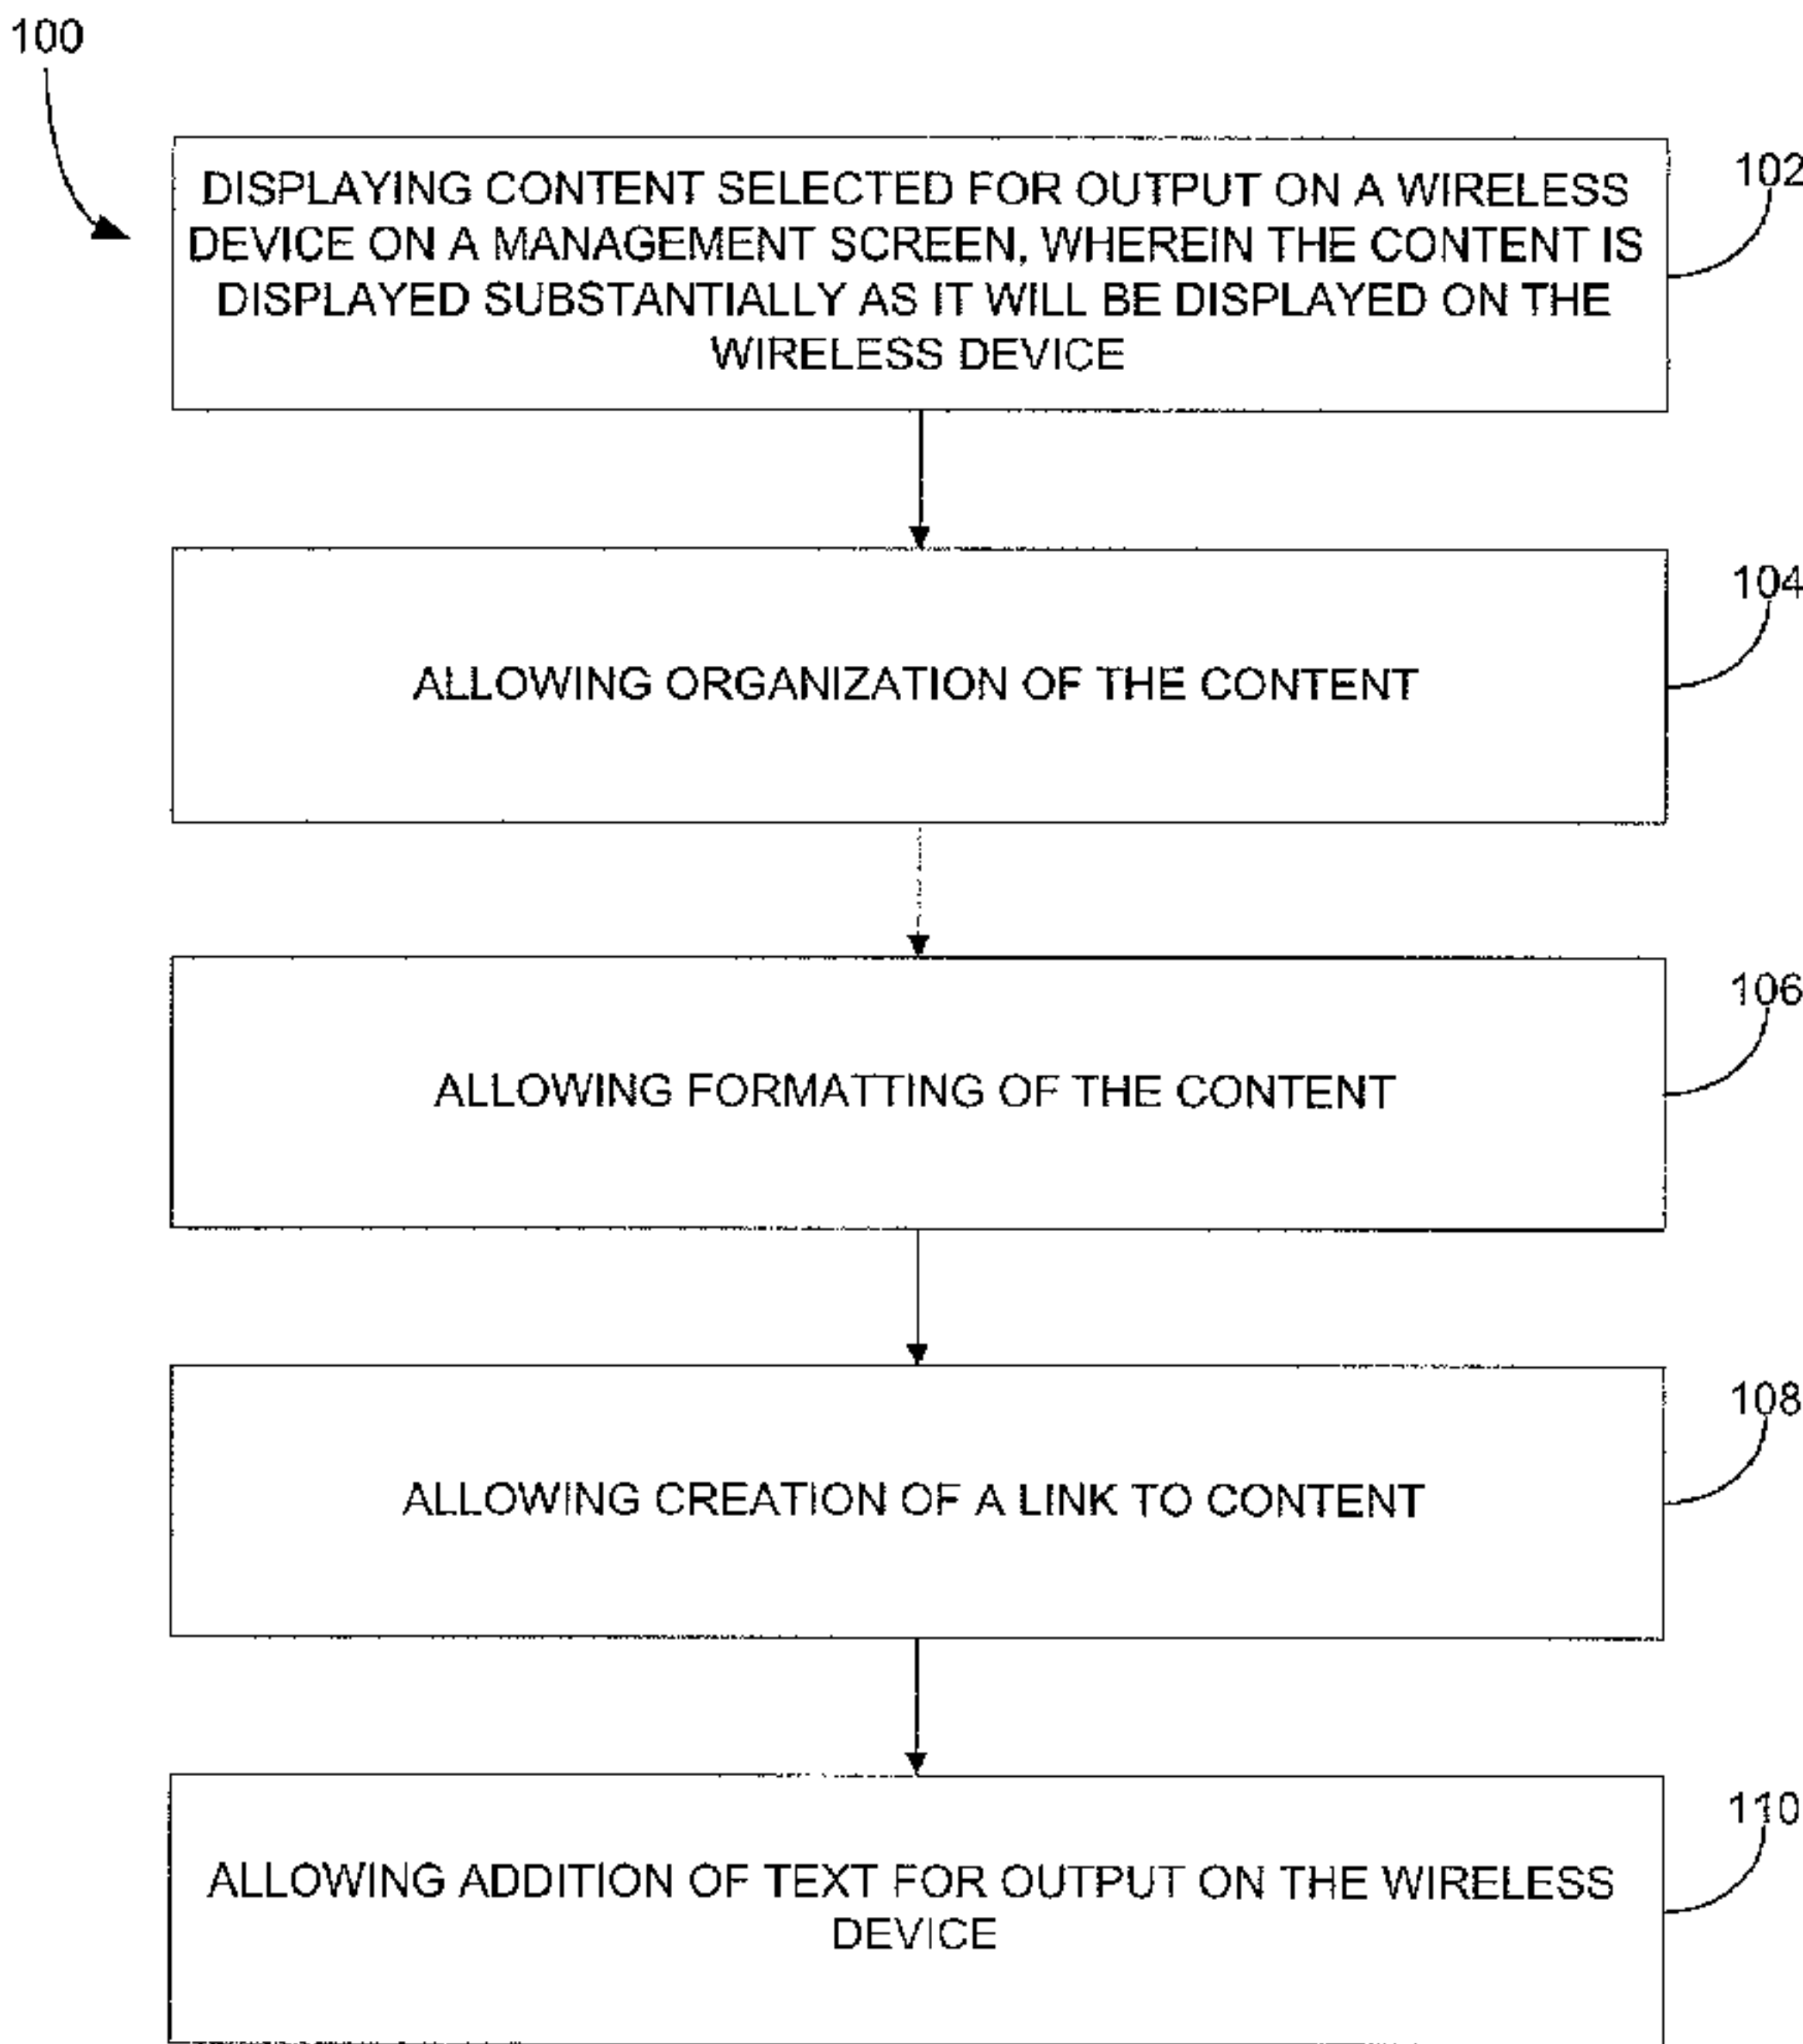 100
102
DISPLAYING CONTENT SELECTED FOR OUTPUT ON A WIRELESS
DEVICE ON A MANAGEMENT SCREEN, WHEREIN THE CONTENT IS
DISPLAYED SUBSTANTIALLY AS IT WILL BE DISPLAYED ON THE
WIRELESS DEVICE
104
ALLOWING ORGANIZATION OF THE CONTENT
106
ALLOWING FORMATTING OF THE CONTENT
108
ALLOWING CREATION OF A LINK TO CONTENT
110
ALLOWING ADDITION OF TEXT FOR OUTPUT ON THE WIRELESS
DEVICE